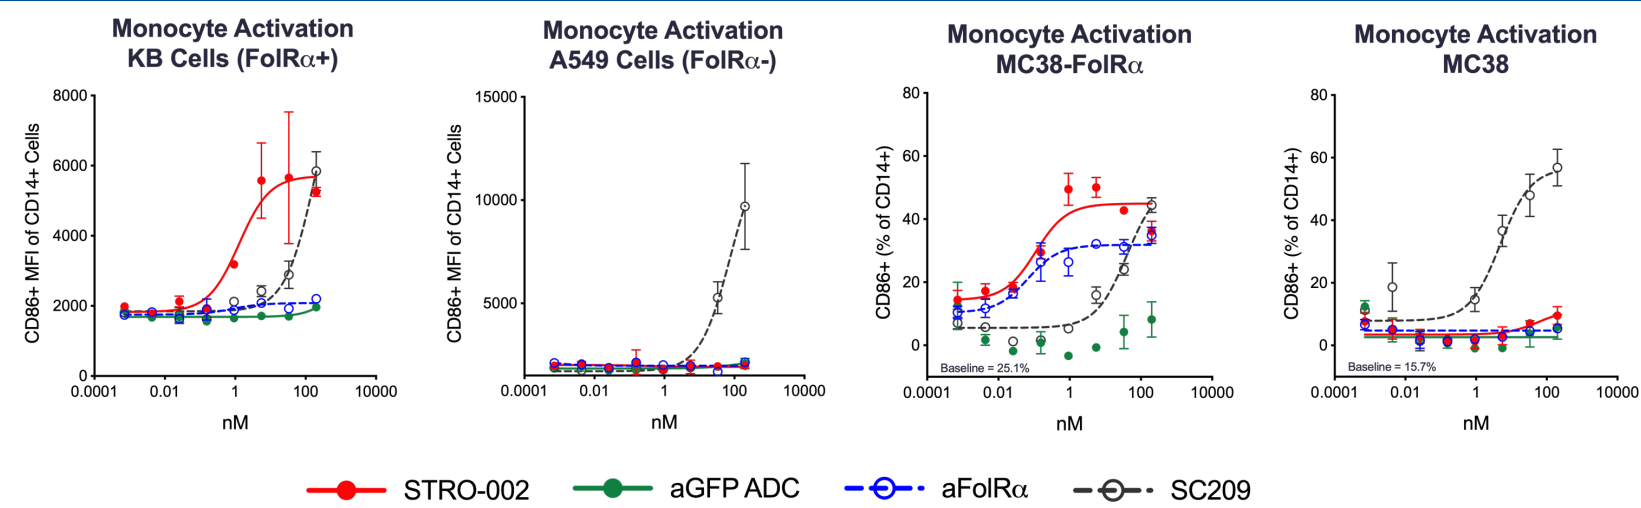 Monocyte Activation
KB Cells (FolRα+)
8000
6000
4000
2000
0
CD86+ MFI of CD14+ Cells
0.0001 0.01 1 100 10000
nM
Monocyte Activation
A549 Cells (FolRα-)
15000
10000
5000
CD86+ MFI of CD14+ Cells
0.0001 0.01 1 100 10000
nM
Monocyte Activation
MC38-FolRα
80
60
40
20
0
CD86+ (% of CD14+)
Baseline = 25.1%
0.0001 0.01 1 100 10000
nM
Monocyte Activation
MC38
80
60
40
20
0
CD86+ (% of CD14+)
Baseline = 15.7%
0.0001 0.01 1 100 10000
nM
STRO-002 aGFP ADC aFolRα SC209